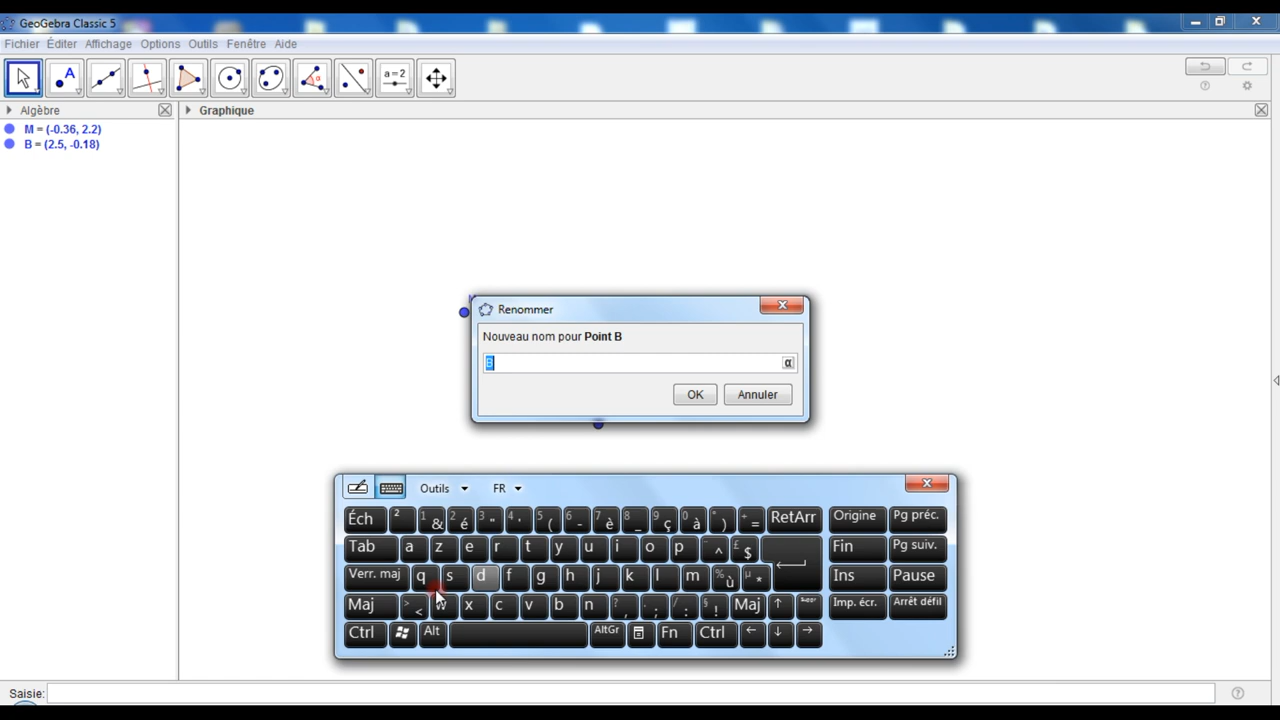 GeoGebra Classic 5
Fichier Éditer Affichage Options Outils Fenêtre Aide
A
a=2
Algèbre
Graphique
M = (-0.36, 2.2)
B = (2.5, -0.18)
Renommer
Nouveau nom pour Point B
B
α
OK
Annuler
Outils
FR
Éch ² 1 & 2 é 3 " 4 ' 5 ( 6 - 7 è 8 _ 9 ç 0 à ° ) + = RetArr Origine Pg préc.
Tab a z e r t y u i o p ¨ ^ £ $ Fin Pg suiv.
Verr. maj q s d f g h j k l m % ù µ * Ins Pause
Maj > < w x c v b n ? , . ; / : § ! Maj ↑ Suppr Imp. écr. Arrêt défil
Ctrl Alt AltGr Fn Ctrl ← ↓ →
Saisie: